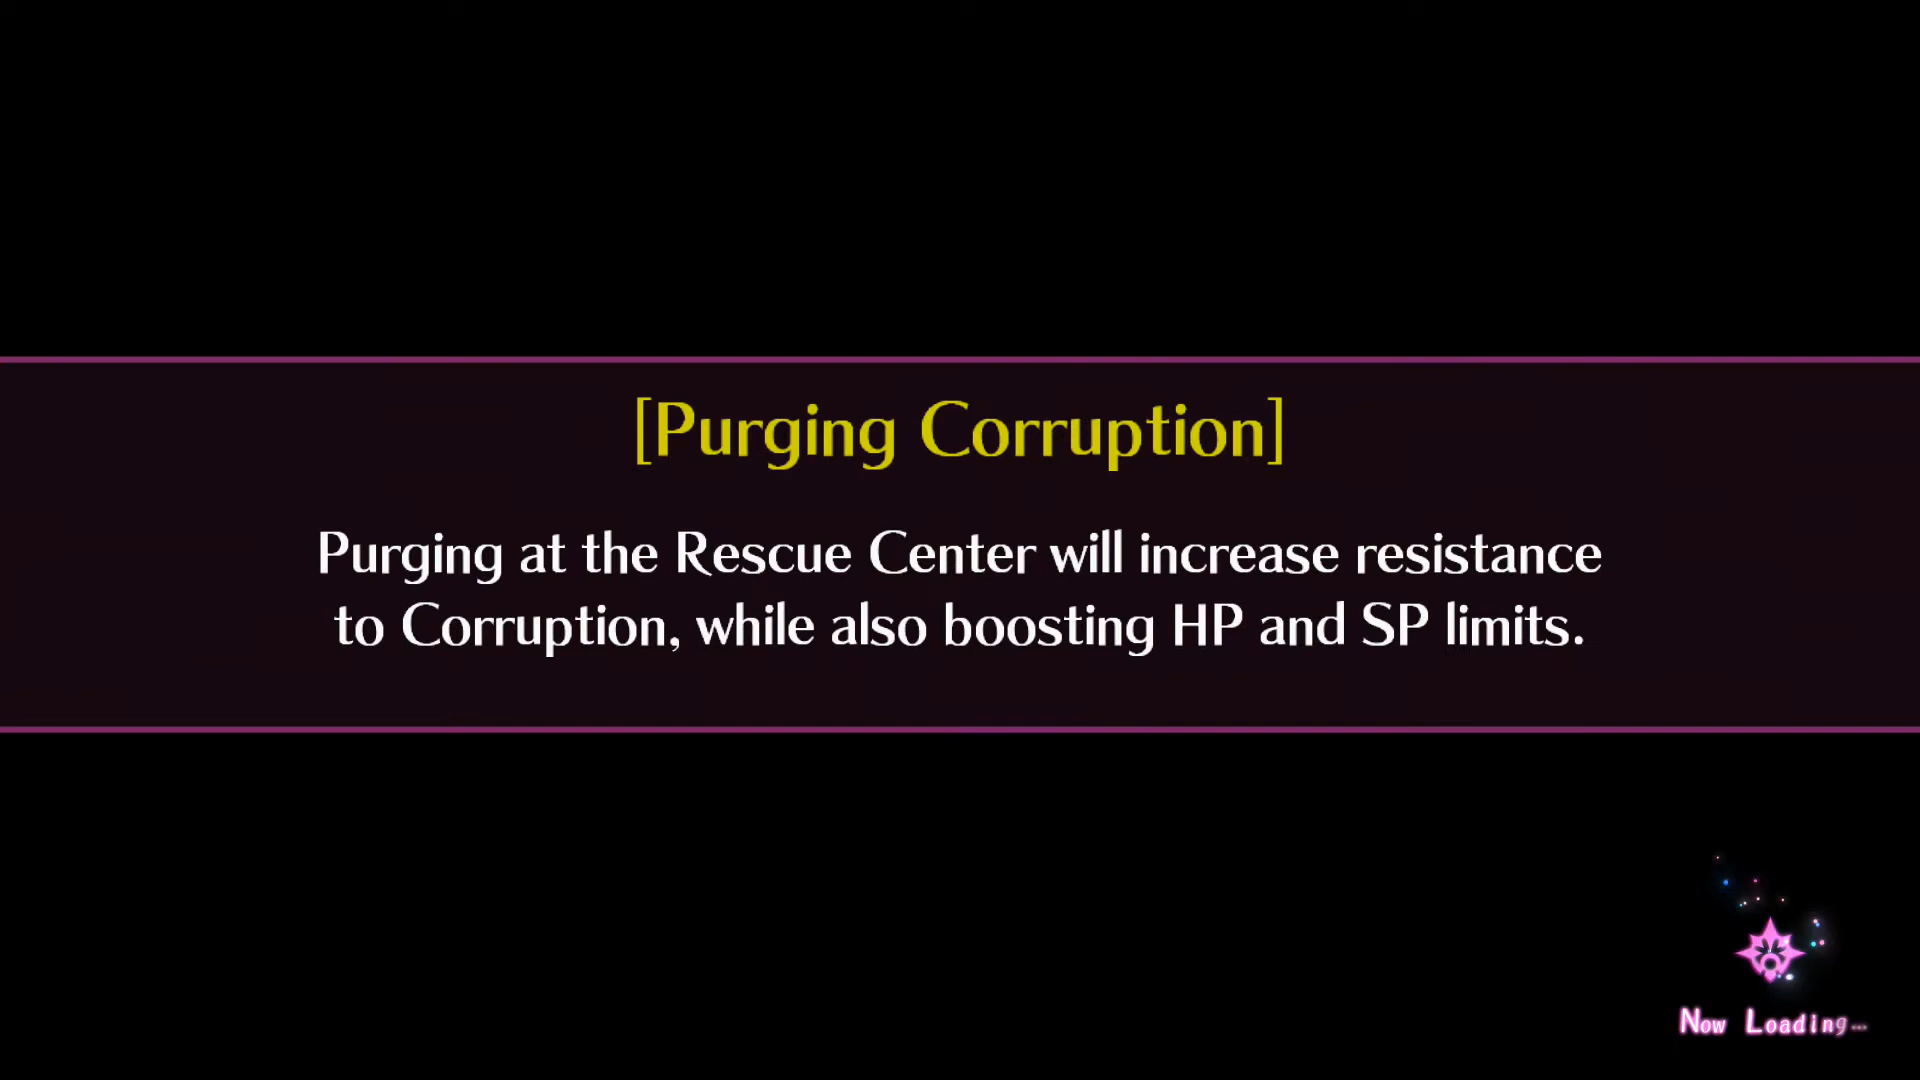 [Purging Corruption]
Purging at the Rescue Center will increase resistance
to Corruption, while also boosting HP and SP limits.
Now Loading...